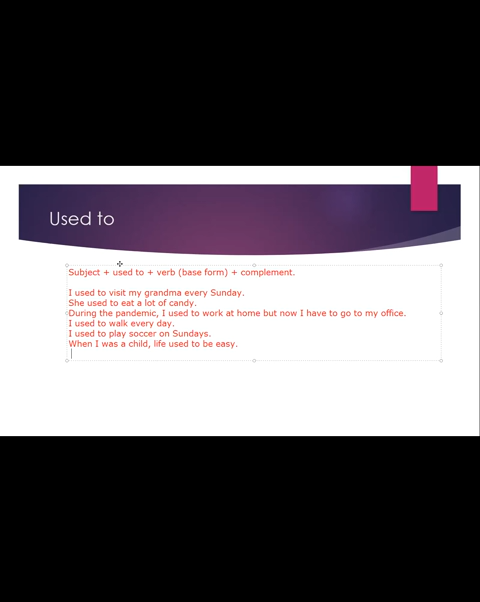 Used to
Subject + used to + verb (base form) + complement.
I used to visit my grandma every Sunday.
She used to eat a lot of candy.
During the pandemic, I used to work at home but now I have to go to my office.
I used to walk every day.
I used to play soccer on Sundays.
When I was a child, life used to be easy.